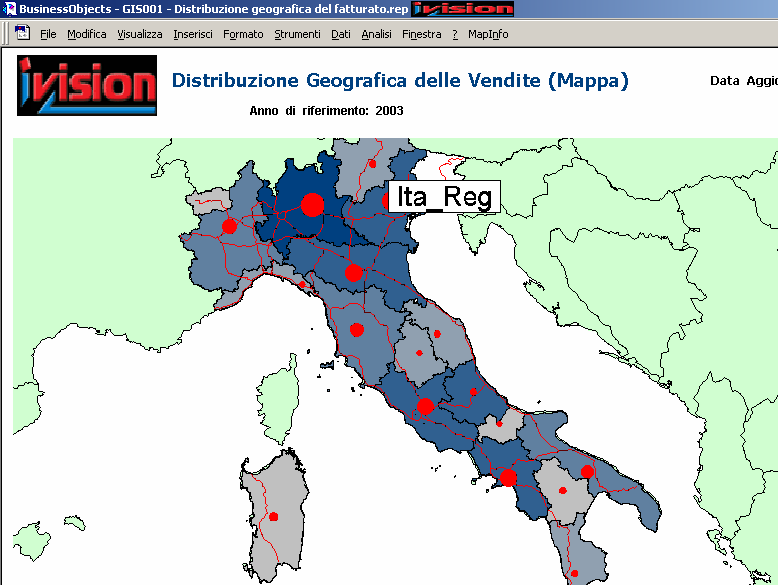 BusinessObjects - GIS001 - Distribuzione geografica del fatturato.rep ivision
File Modifica Visualizza Inserisci Formato Strumenti Dati Analisi Finestra ? MapInfo
ivision Distribuzione Geografica delle Vendite (Mappa) Data Aggio
Anno di riferimento: 2003
Ita_Reg